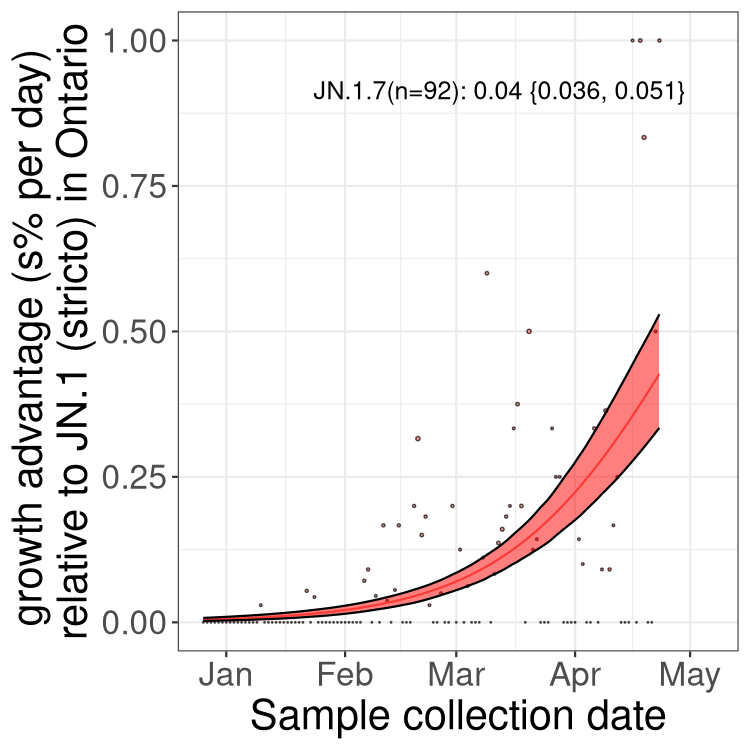 growth advantage (s% per day)
relative to JN.1 (stricto) in Ontario
1.00
JN.1.7(n=92): 0.04 {0.036, 0.051}
0.75
0.50
0.25
0.00
Jan Feb Mar Apr May
Sample collection date